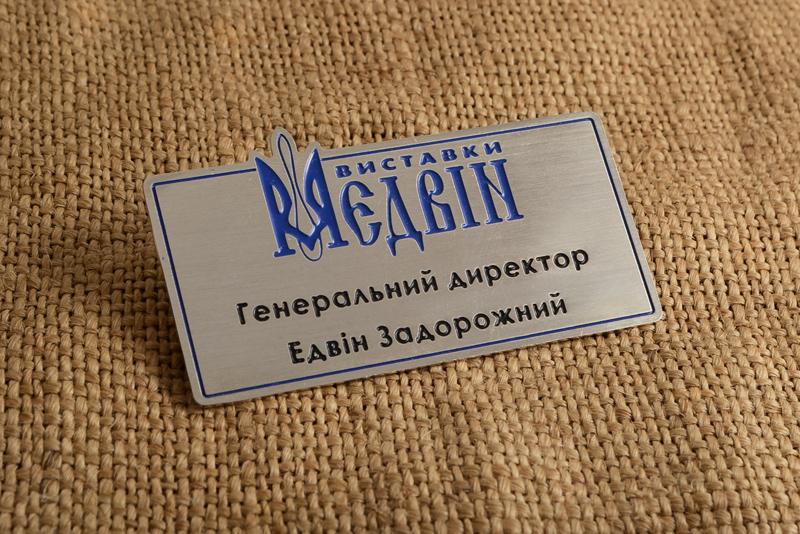 ВИСТАВКИ
МЕДВІН
Генеральний директор
Едвін Задорожний